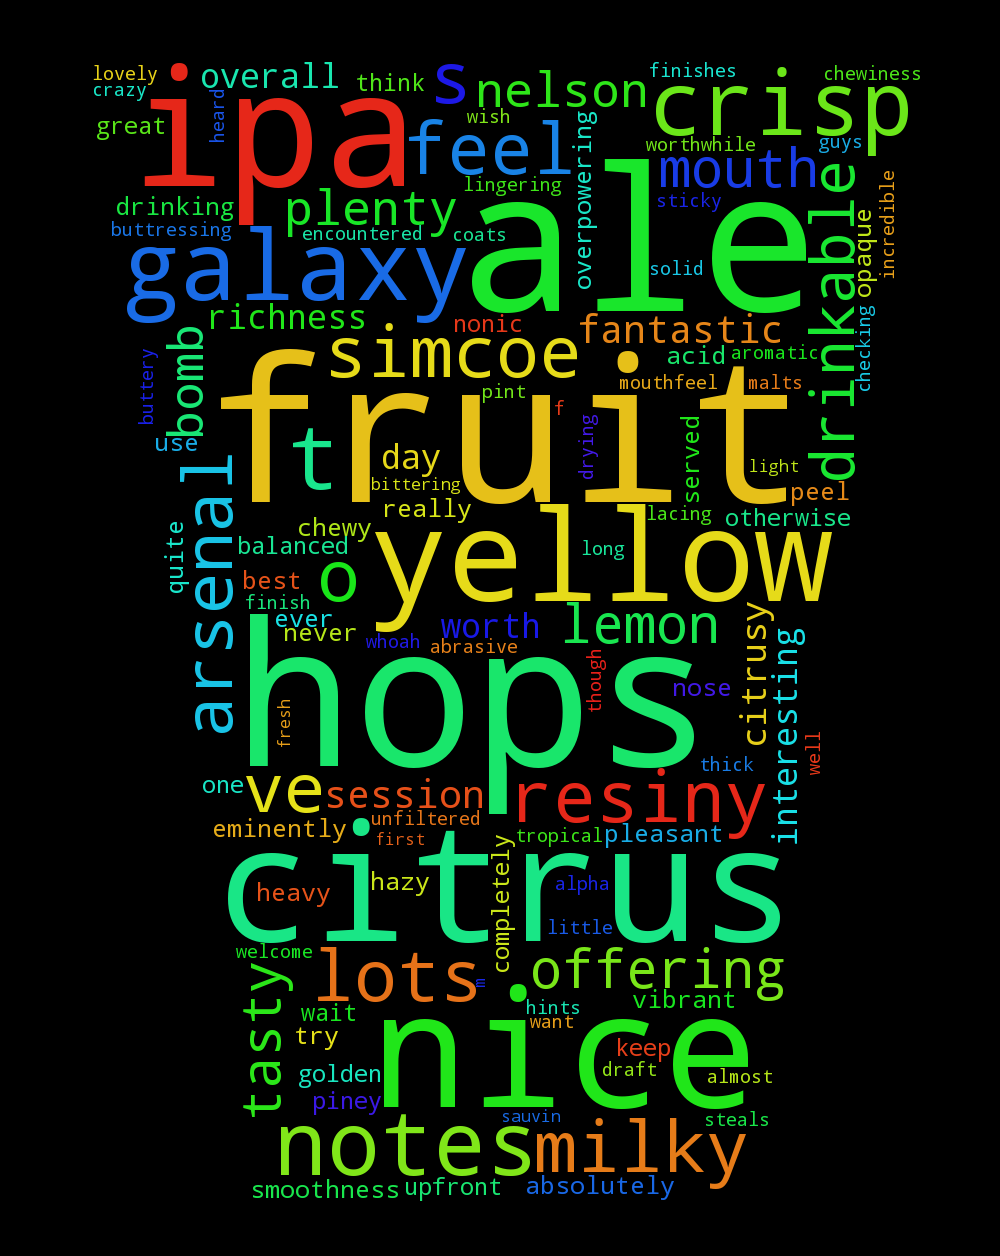 lovely
overall
think
s
nelson
finishes
chewiness
crazy
ipa
heard
great
wish
feel
crisp
overpowering
worthwhile
guys
mouth
drinkable
lingering
sticky
incredible
drinking
plenty
ale
opaque
buttressing
encountered
coats
galaxy
solid
richness
nonic
fantastic
checking
bomb
simcoe
acid
aromatic
buttery
fruit
pint
mouthfeel
malts
f
use
t
day
drying
served
light
bittering
peel
arsenal
really
lacing
otherwise
chewy
yellow
quite
balanced
long
best
o
finish
ever
never
worth
lemon
whoah
abrasive
citrusy
interesting
hops
though
nose
fresh
well
thick
one
ve
session
resiny
eminently
unfiltered
first
tropical
pleasant
citrus
completely
hazy
heavy
alpha
little
welcome
lots
m
offering
tasty
vibrant
hints
wait
nice
want
try
keep
golden
draft
almost
piney
sauvin
steals
notes
milky
smoothness
upfront
absolutely